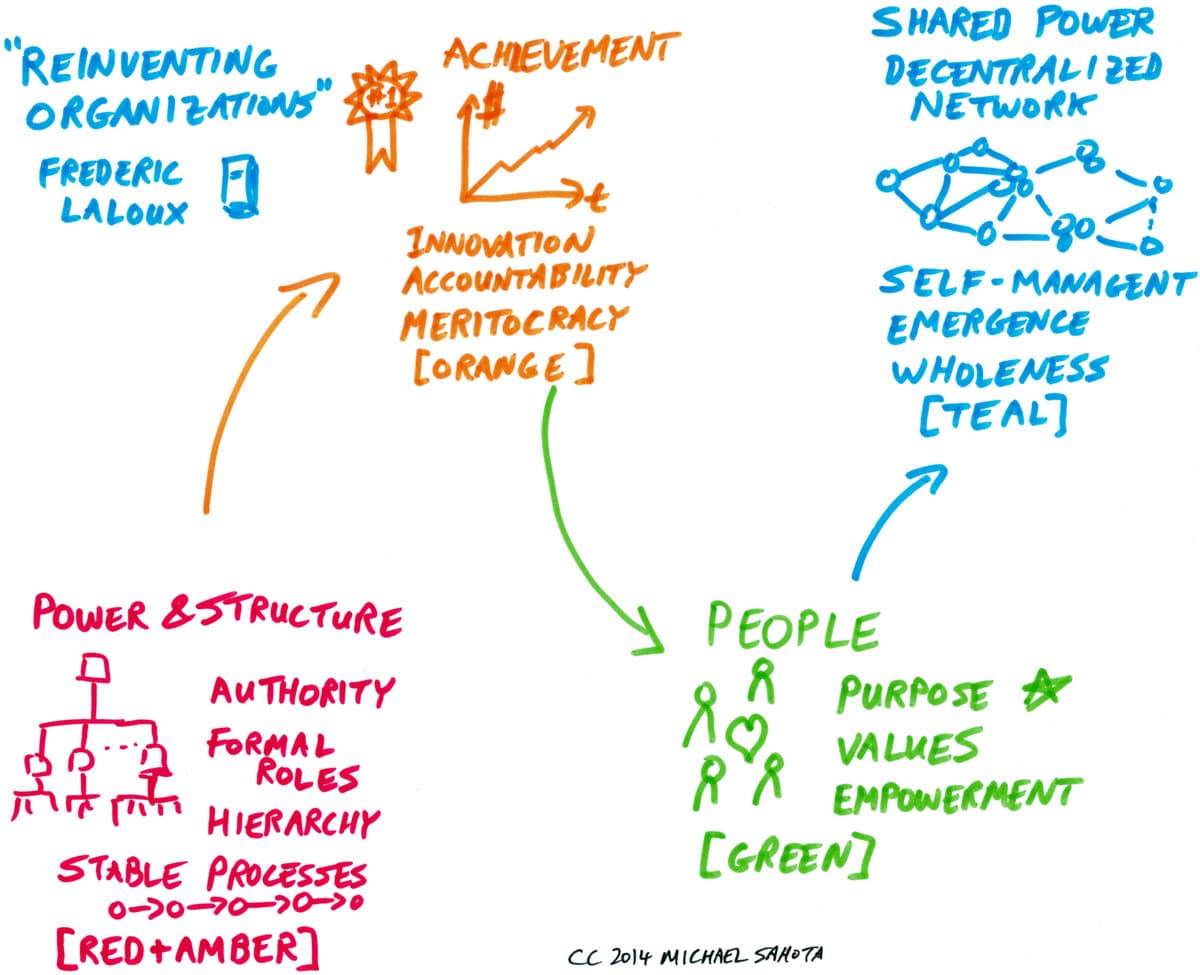 "REINVENTING
ORGANIZATIONS"
FREDERIC
LALOUX
#1
ACHIEVEMENT
$
t
INNOVATION
ACCOUNTABILITY
MERITOCRACY
[ORANGE]
SHARED POWER
DECENTRALIZED
NETWORK
SELF-MANAGENT
EMERGENCE
WHOLENESS
[TEAL]
POWER & STRUCTURE
AUTHORITY
FORMAL
ROLES
HIERARCHY
STABLE PROCESSES
[RED+AMBER]
PEOPLE
PURPOSE
VALUES
EMPOWERMENT
[GREEN]
CC 2014 MICHAEL SAHOTA